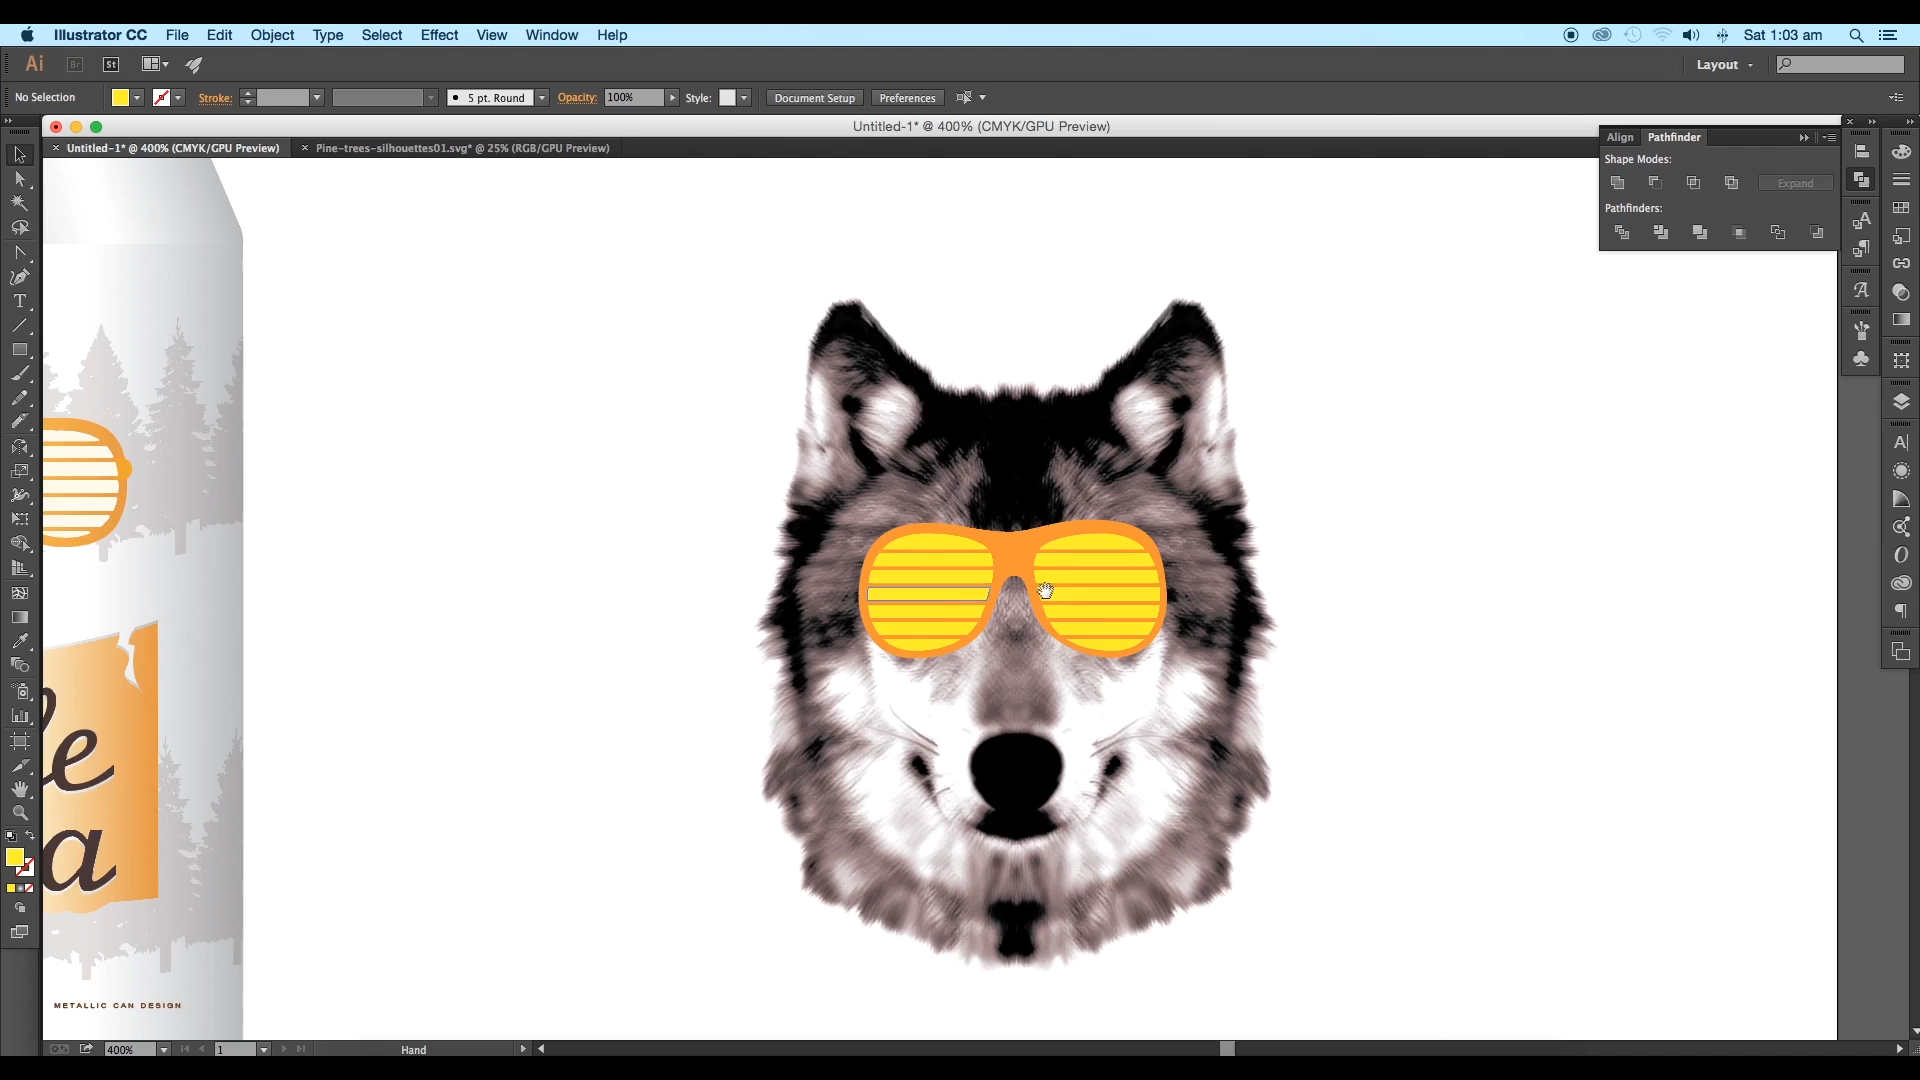 Illustrator CC File Edit Object Type Select Effect View Window Help Sat 1:03 am
Ai Br St Layout
No Selection Stroke: 5 pt. Round Opacity: 100% Style: Document Setup Preferences
Untitled-1* @ 400% (CMYK/GPU Preview)
× Untitled-1* @ 400% (CMYK/GPU Preview) × Pine-trees-silhouettes01.svg* @ 25% (RGB/GPU Preview)
Align Pathfinder
Shape Modes:
Expand
Pathfinders:
le
a
METALLIC CAN DESIGN
400% 1 Hand